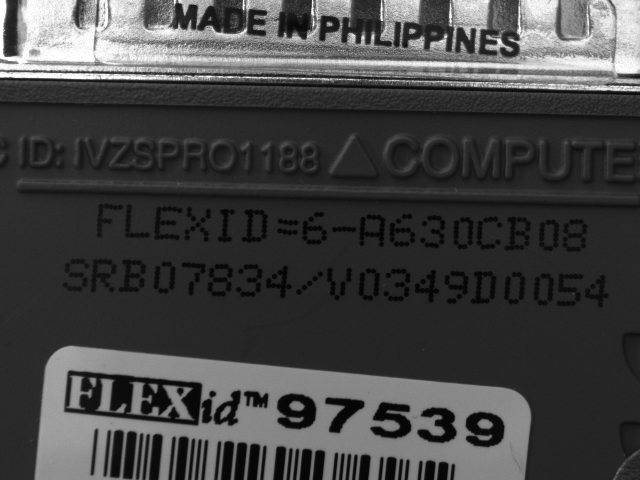 MADE IN PHILIPPINES
C ID: IVZSPRO1188 △ COMPUTE
FLEXID=6-A630CB08
SRB07834/V0349D0054
FLEXid™ 97539